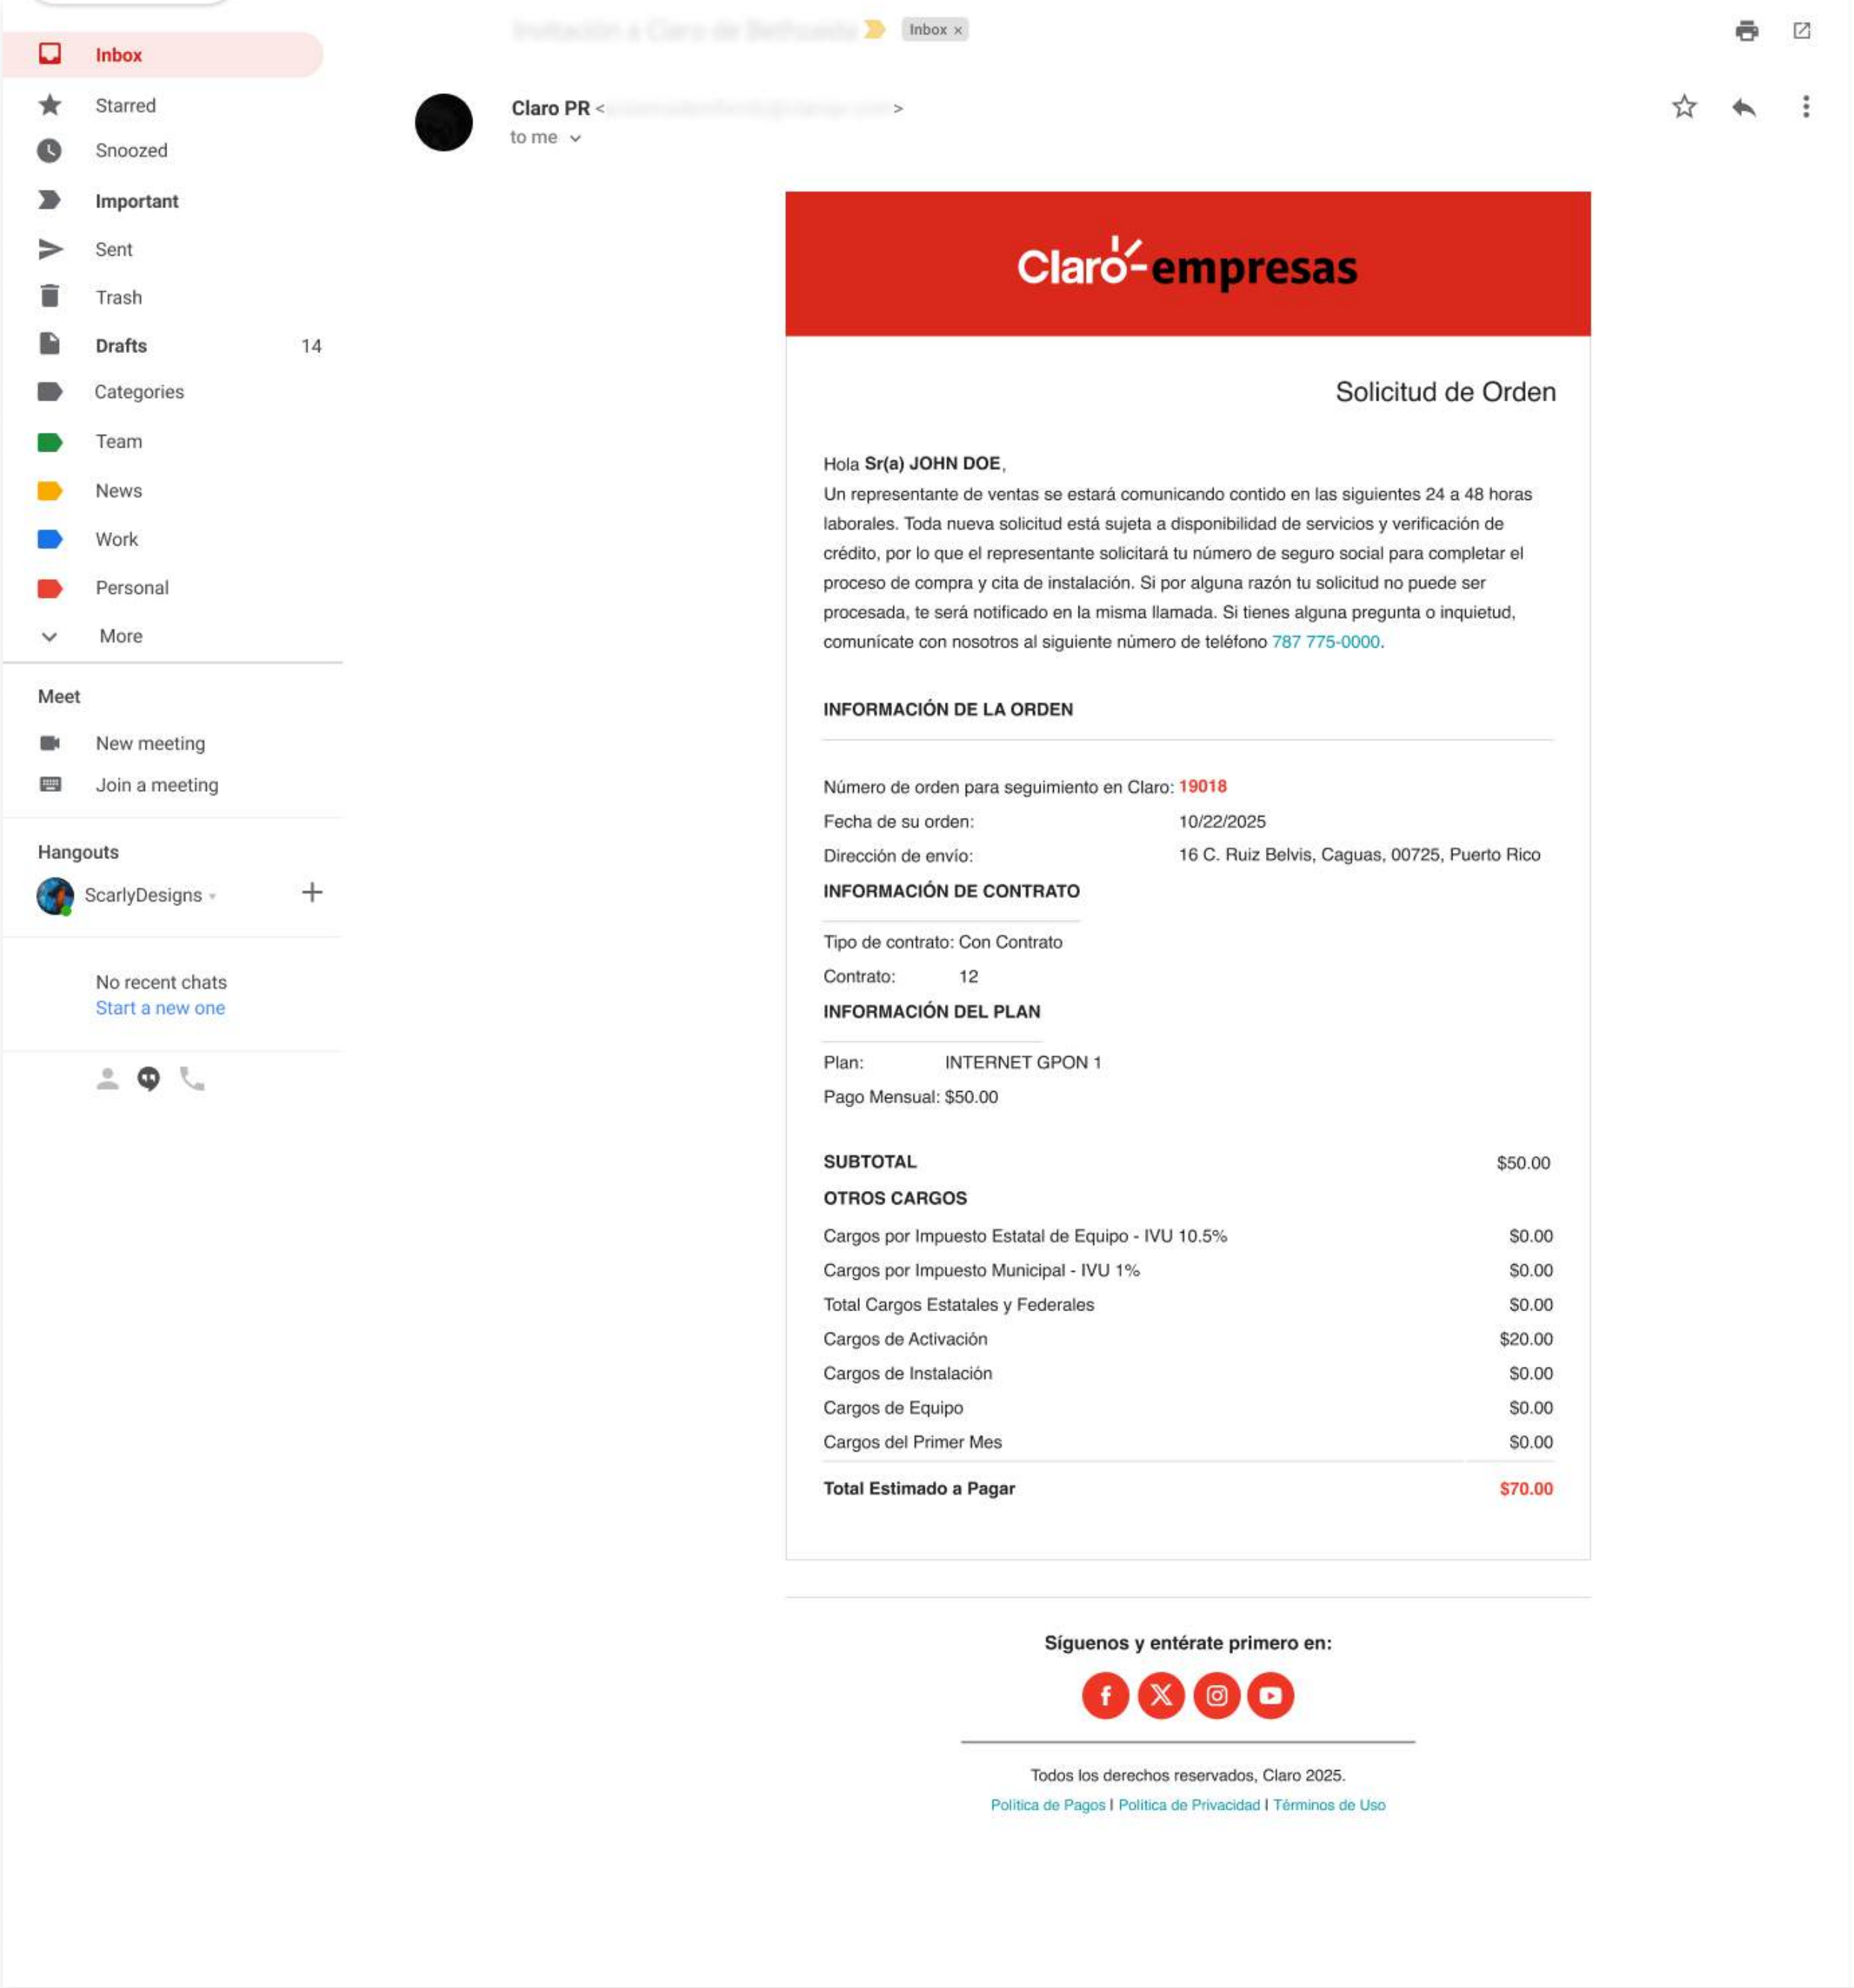 Inbox
Starred
Snoozed
Important
Sent
Trash
Drafts 14
Categories
Team
News
Work
Personal
More
Meet
New meeting
Join a meeting
Hangouts
ScarlyDesigns
No recent chats
Start a new one
Inbox ×
Claro PR < >
to me
Claro-empresas
Solicitud de Orden
Hola Sr(a) JOHN DOE,
Un representante de ventas se estará comunicando contido en las siguientes 24 a 48 horas
laborales. Toda nueva solicitud está sujeta a disponibilidad de servicios y verificación de
crédito, por lo que el representante solicitará tu número de seguro social para completar el
proceso de compra y cita de instalación. Si por alguna razón tu solicitud no puede ser
procesada, te será notificado en la misma llamada. Si tienes alguna pregunta o inquietud,
comunícate con nosotros al siguiente número de teléfono 787 775-0000.
INFORMACIÓN DE LA ORDEN
Número de orden para seguimiento en Claro: 19018
Fecha de su orden: 10/22/2025
Dirección de envío: 16 C. Ruiz Belvis, Caguas, 00725, Puerto Rico
INFORMACIÓN DE CONTRATO
Tipo de contrato: Con Contrato
Contrato: 12
INFORMACIÓN DEL PLAN
Plan: INTERNET GPON 1
Pago Mensual: $50.00
SUBTOTAL $50.00
OTROS CARGOS
Cargos por Impuesto Estatal de Equipo - IVU 10.5% $0.00
Cargos por Impuesto Municipal - IVU 1% $0.00
Total Cargos Estatales y Federales $0.00
Cargos de Activación $20.00
Cargos de Instalación $0.00
Cargos de Equipo $0.00
Cargos del Primer Mes $0.00
Total Estimado a Pagar $70.00
Síguenos y entérate primero en:
Todos los derechos reservados, Claro 2025.
Política de Pagos | Política de Privacidad | Términos de Uso